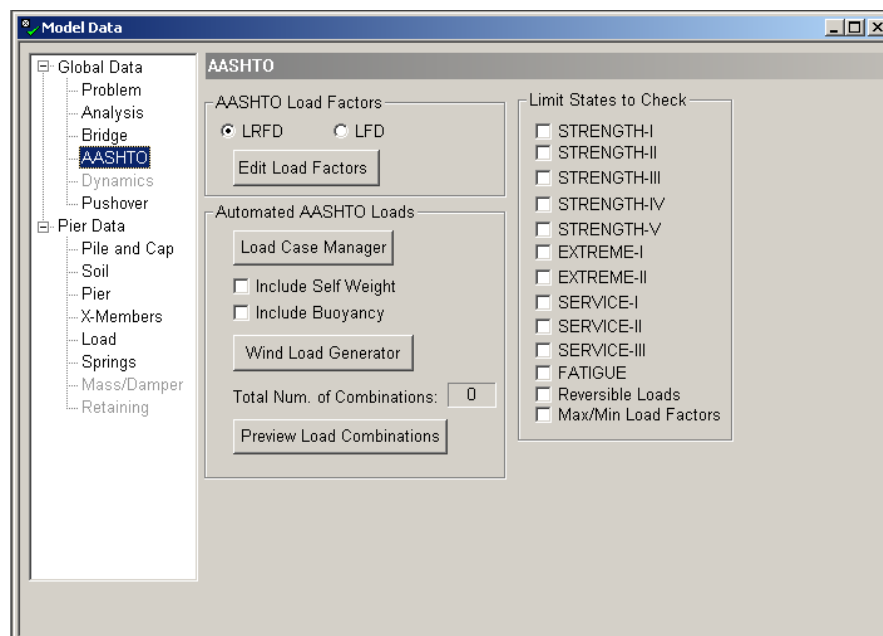 Model Data
Global Data
Problem
Analysis
Bridge
AASHTO
Dynamics
Pushover
Pier Data
Pile and Cap
Soil
Pier
X-Members
Load
Springs
Mass/Damper
Retaining
AASHTO
AASHTO Load Factors
LRFD LFD
Edit Load Factors
Automated AASHTO Loads
Load Case Manager
Include Self Weight
Include Buoyancy
Wind Load Generator
Total Num. of Combinations: 0
Preview Load Combinations
Limit States to Check
STRENGTH-I
STRENGTH-II
STRENGTH-III
STRENGTH-IV
STRENGTH-V
EXTREME-I
EXTREME-II
SERVICE-I
SERVICE-II
SERVICE-III
FATIGUE
Reversible Loads
Max/Min Load Factors